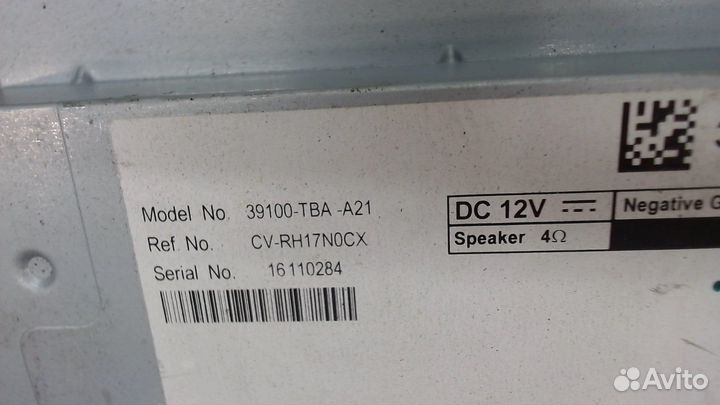 Model No. 39100-TBA -A21
Ref No. CV-RH17N0CX
Serial No. 16110284
DC 12V
Negative G
Speaker 4Ω
Avito